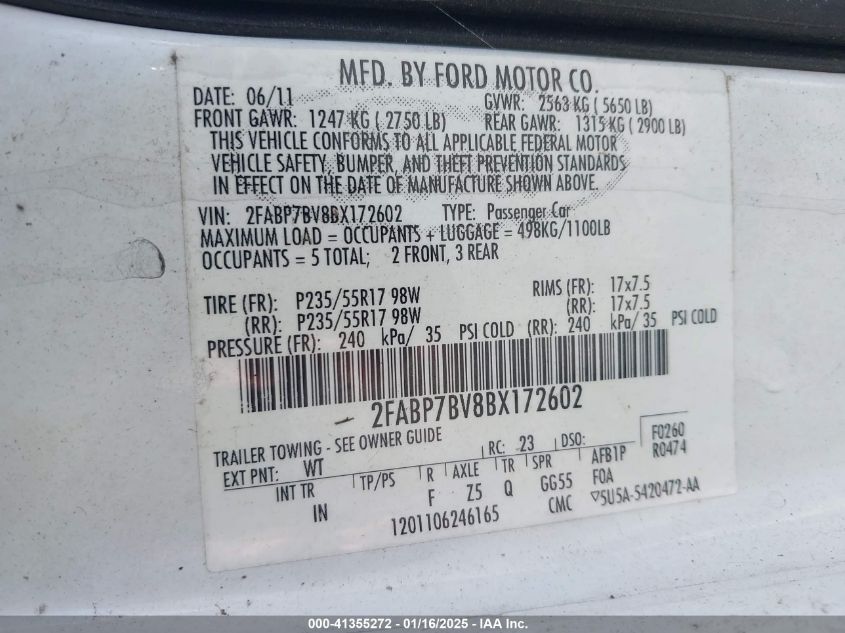 MFD. BY FORD MOTOR CO.
DATE: 06/11 GVWR: 2563 KG ( 5650 LB)
FRONT GAWR: 1247 KG ( 2750 LB) REAR GAWR: 1315 KG ( 2900 LB)
THIS VEHICLE CONFORMS TO ALL APPLICABLE FEDERAL MOTOR
VEHICLE SAFETY, BUMPER, AND THEFT PREVENTION STANDARDS
IN EFFECT ON THE DATE OF MANUFACTURE SHOWN ABOVE.
VIN: 2FABP7BV8BX172602 TYPE: Passenger Car
MAXIMUM LOAD = OCCUPANTS + LUGGAGE = 498KG/1100LB
OCCUPANTS = 5 TOTAL; 2 FRONT, 3 REAR
TIRE (FR): P235/55R17 98W RIMS (FR): 17x7.5
(RR): P235/55R17 98W (RR): 17x7.5
PRESSURE (FR): 240 kPa/ 35 PSI COLD (RR): 240 kPa/ 35 PSI COLD
2FABP7BV8BX172602
TRAILER TOWING - SEE OWNER GUIDE
EXT PNT: WT RC: 23 DSO: AFB1P F0260
INT TR TP/PS R AXLE TR SPR FOA R0474
IN F Z5 Q GG55
1201106246165 CMC 5U5A-5420472-AA
000-41355272 - 01/16/2025 - IAA Inc.